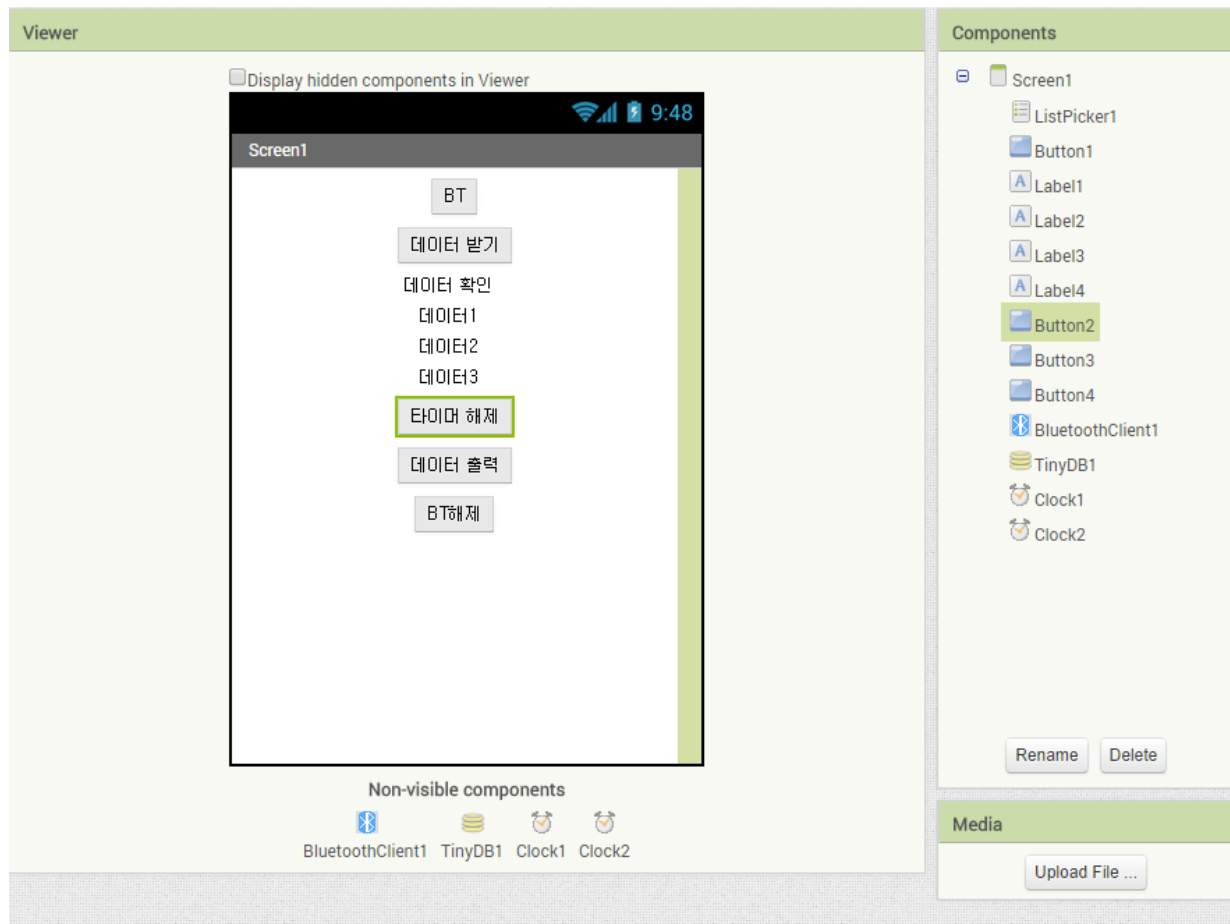 Viewer
Display hidden components in Viewer
9:48
Screen1
BT
데이터 받기
데이터 확인
데이터1
데이터2
데이터3
타이머 해제
데이터 출력
BT해제
Non-visible components
BluetoothClient1 TinyDB1 Clock1 Clock2
Components
Screen1
ListPicker1
Button1
Label1
Label2
Label3
Label4
Button2
Button3
Button4
BluetoothClient1
TinyDB1
Clock1
Clock2
Rename Delete
Media
Upload File ...